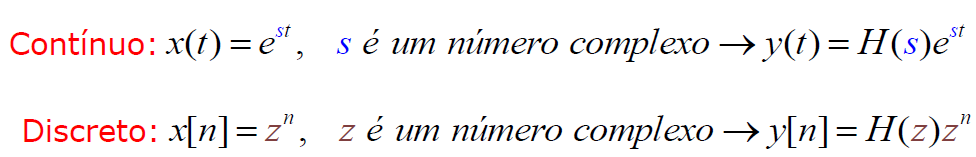 Contínuo: x(t) = e^{st}, s é um número complexo → y(t) = H(s)e^{st}
Discreto: x[n] = z^n, z é um número complexo → y[n] = H(z)z^n